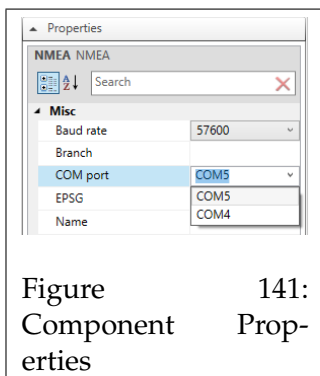 Properties
NMEA NMEA
Search
Misc
Baud rate 57600
Branch
COM port COM5
EPSG COM5
Name COM4
Figure 141:
Component Prop-
erties